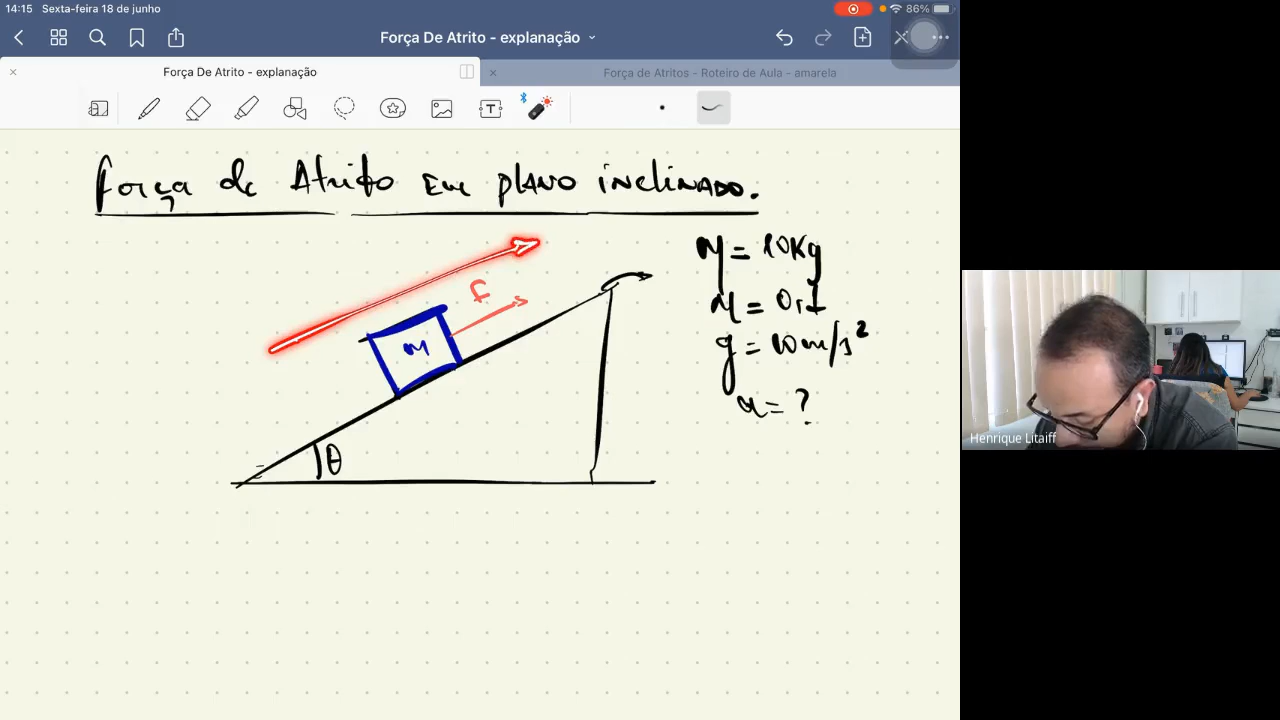 14:15 Sexta-feira 18 de junho
86%
Força De Atrito - explanação
Força De Atrito - explanação
Força de Atritos - Roteiro de Aula - amarela
Força de Atrito em plano inclinado.
M = 10Kg
μ = 0,1
g = 10 m/s²
a = ?
F
M
θ
Henrique Litaiff